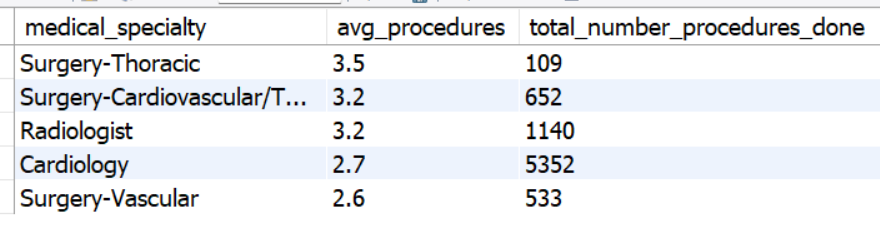 medical_specialty avg_procedures total_number_procedures_done
Surgery-Thoracic 3.5 109
Surgery-Cardiovascular/T... 3.2 652
Radiologist 3.2 1140
Cardiology 2.7 5352
Surgery-Vascular 2.6 533